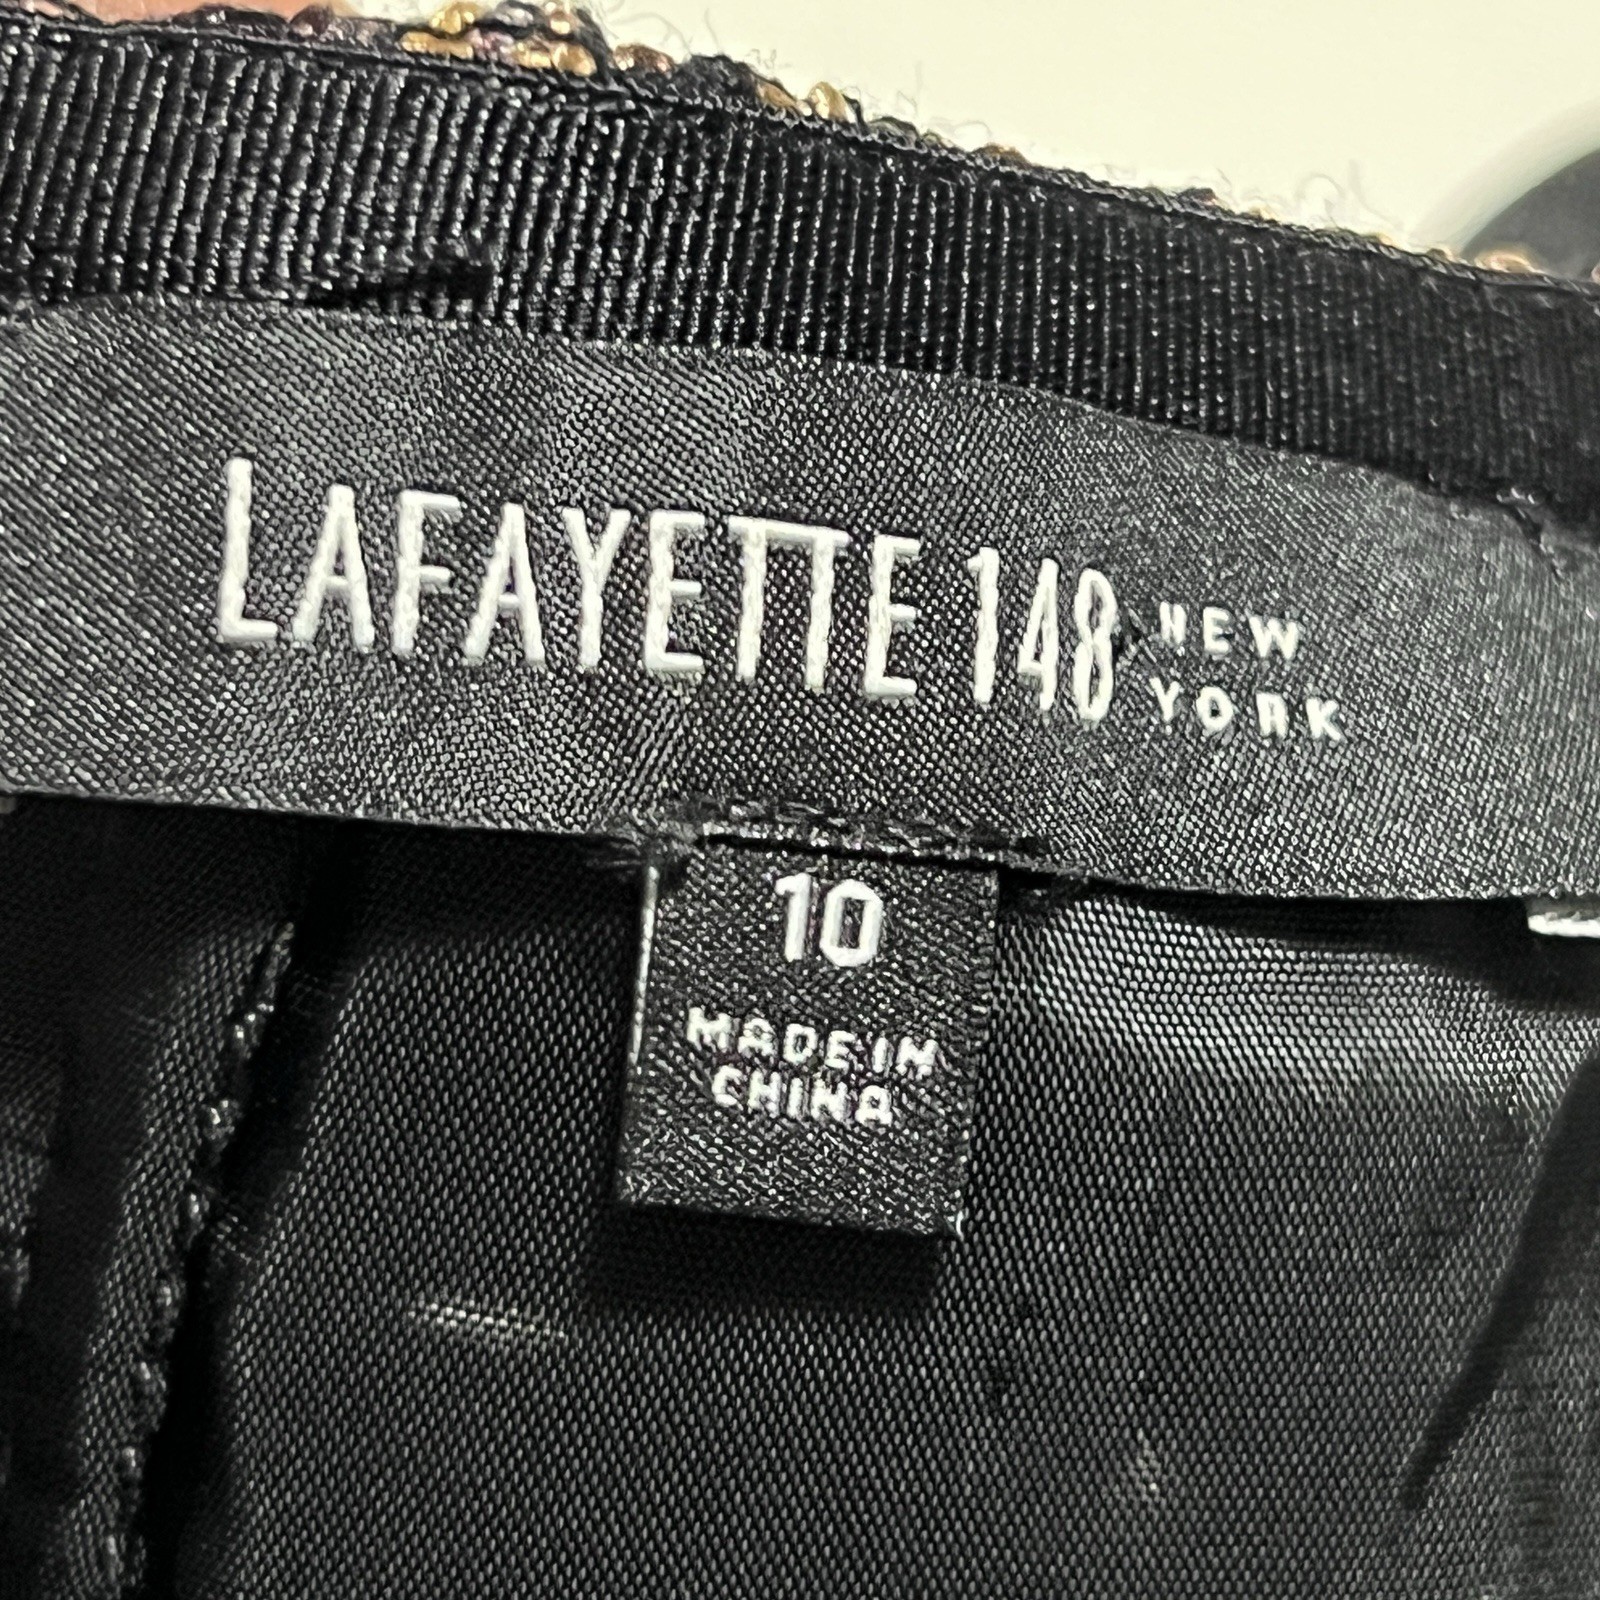 LAFAYETTE 148 NEW
YORK
10
MADE IN
CHINA